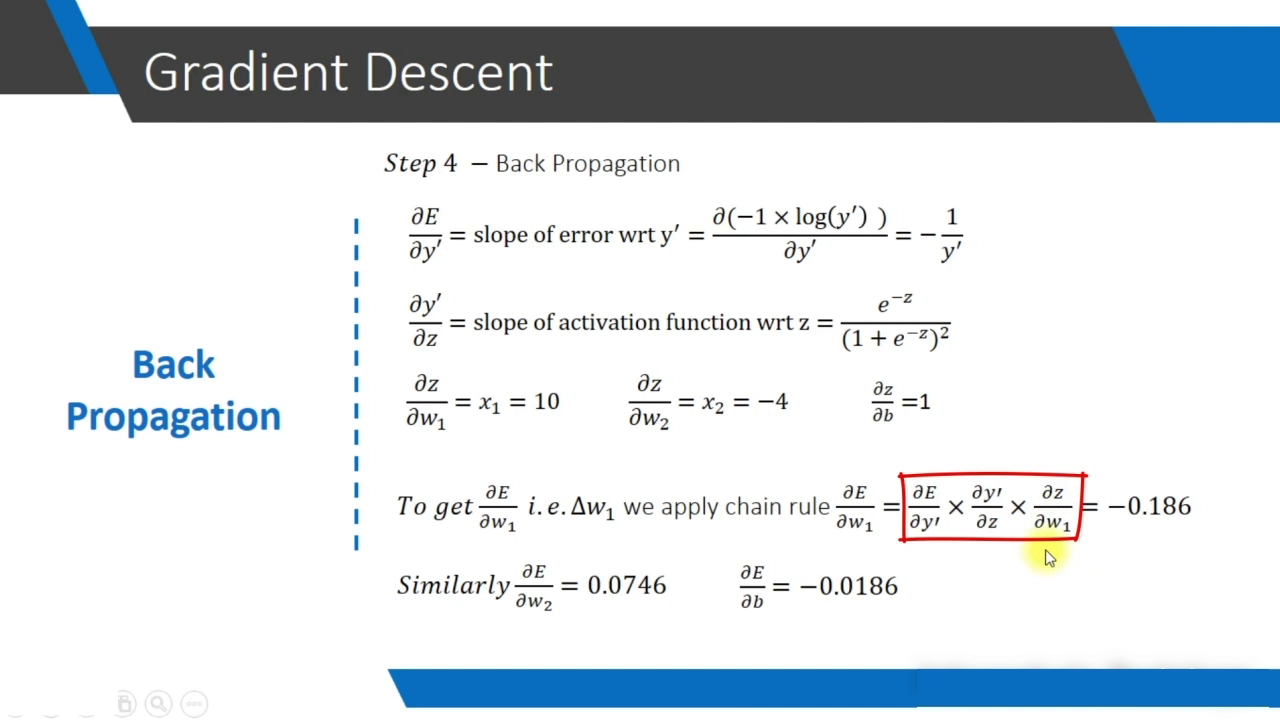 Gradient Descent
Step 4 − Back Propagation
∂E/∂y′ = slope of error wrt y′ = ∂(−1 × log(y′) )/∂y′ = − 1/y′
∂y′/∂z = slope of activation function wrt z = e^−z/(1 + e^−z)^2
Back
Propagation
∂z/∂w₁ = x₁ = 10 ∂z/∂w₂ = x₂ = −4 ∂z/∂b =1
To get ∂E/∂w₁ i.e. Δw₁ we apply chain rule ∂E/∂w₁ = ∂E/∂y′ × ∂y′/∂z × ∂z/∂w₁ = −0.186
Similarly ∂E/∂w₂ = 0.0746 ∂E/∂b = −0.0186